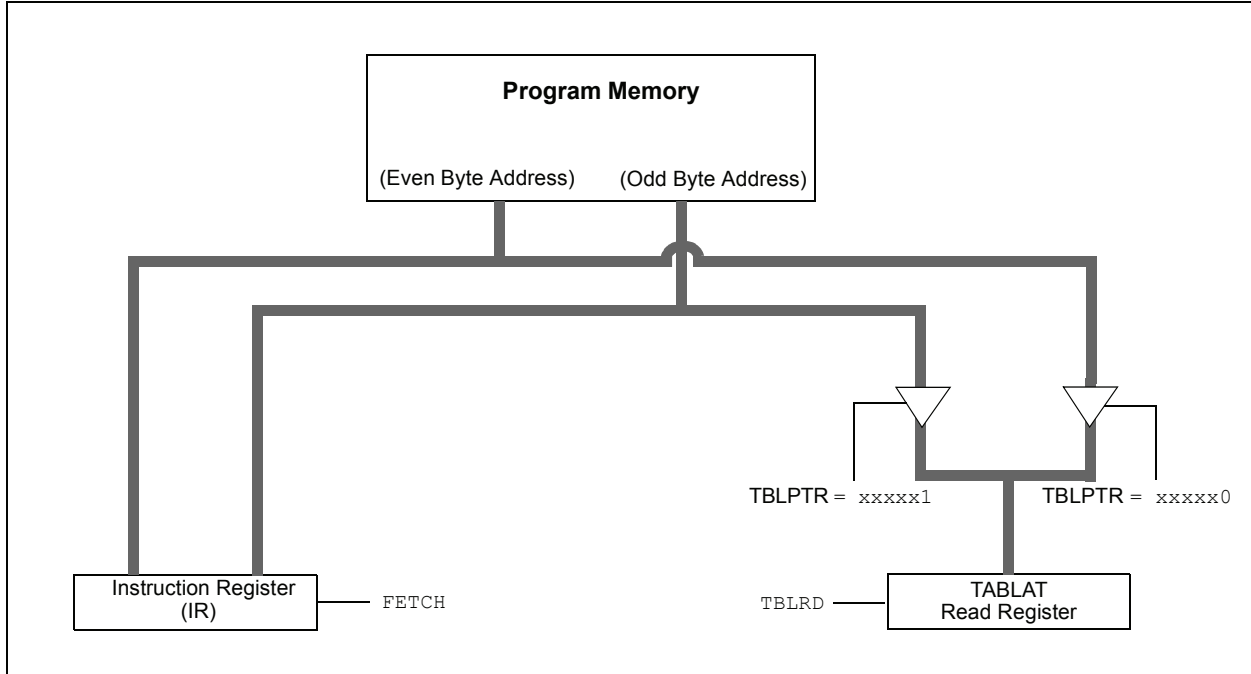 Program Memory
(Even Byte Address) (Odd Byte Address)
TBLPTR = xxxxx1 TBLPTR = xxxxx0
Instruction Register
(IR)
FETCH
TBLRD
TABLAT
Read Register